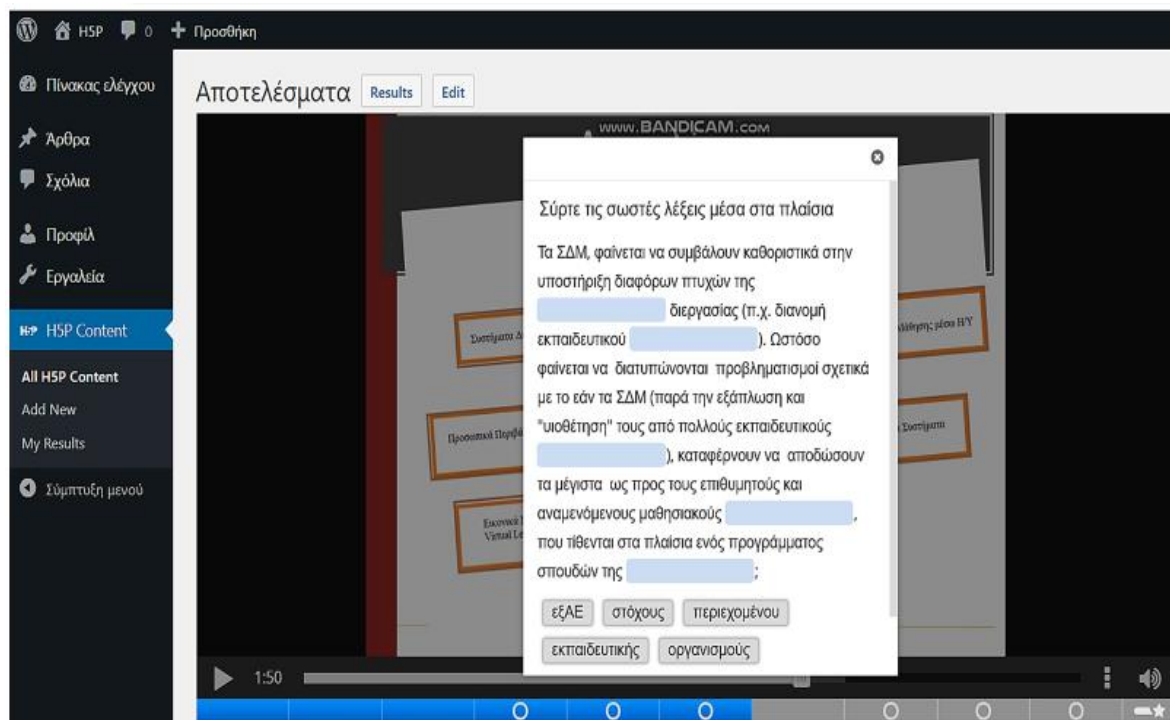 H5P 0 Προσθήκη
Πίνακας ελέγχου
Άρθρα
Σχόλια
Προφίλ
Εργαλεία
H5P H5P Content
All H5P Content
Add New
My Results
Σύμπτυξη μενού
Αποτελέσματα Results Edit
www.BANDICAM.com
Σύρτε τις σωστές λέξεις μέσα στα πλαίσια
Τα ΣΔΜ, φαίνεται να συμβάλουν καθοριστικά στην
υποστήριξη διαφόρων πτυχών της
διεργασίας (π.χ. διανομή
εκπαιδευτικού ). Ωστόσο
φαίνεται να διατυπώνονται προβληματισμοί σχετικά
με το εάν τα ΣΔΜ (παρά την εξάπλωση και
"υιοθέτηση" τους από πολλούς εκπαιδευτικούς
), καταφέρνουν να αποδώσουν
τα μέγιστα ως προς τους επιθυμητούς και
αναμενόμενους μαθησιακούς ,
που τίθενται στα πλαίσια ενός προγράμματος
σπουδών της ;
εξΑΕ στόχους περιεχομένου
εκπαιδευτικής οργανισμούς
Συστήματα Δ
Προσωπικά Περιβά
Εικονικά
Virtual Le
μέσω Η/Υ
Συστήματα
1:50